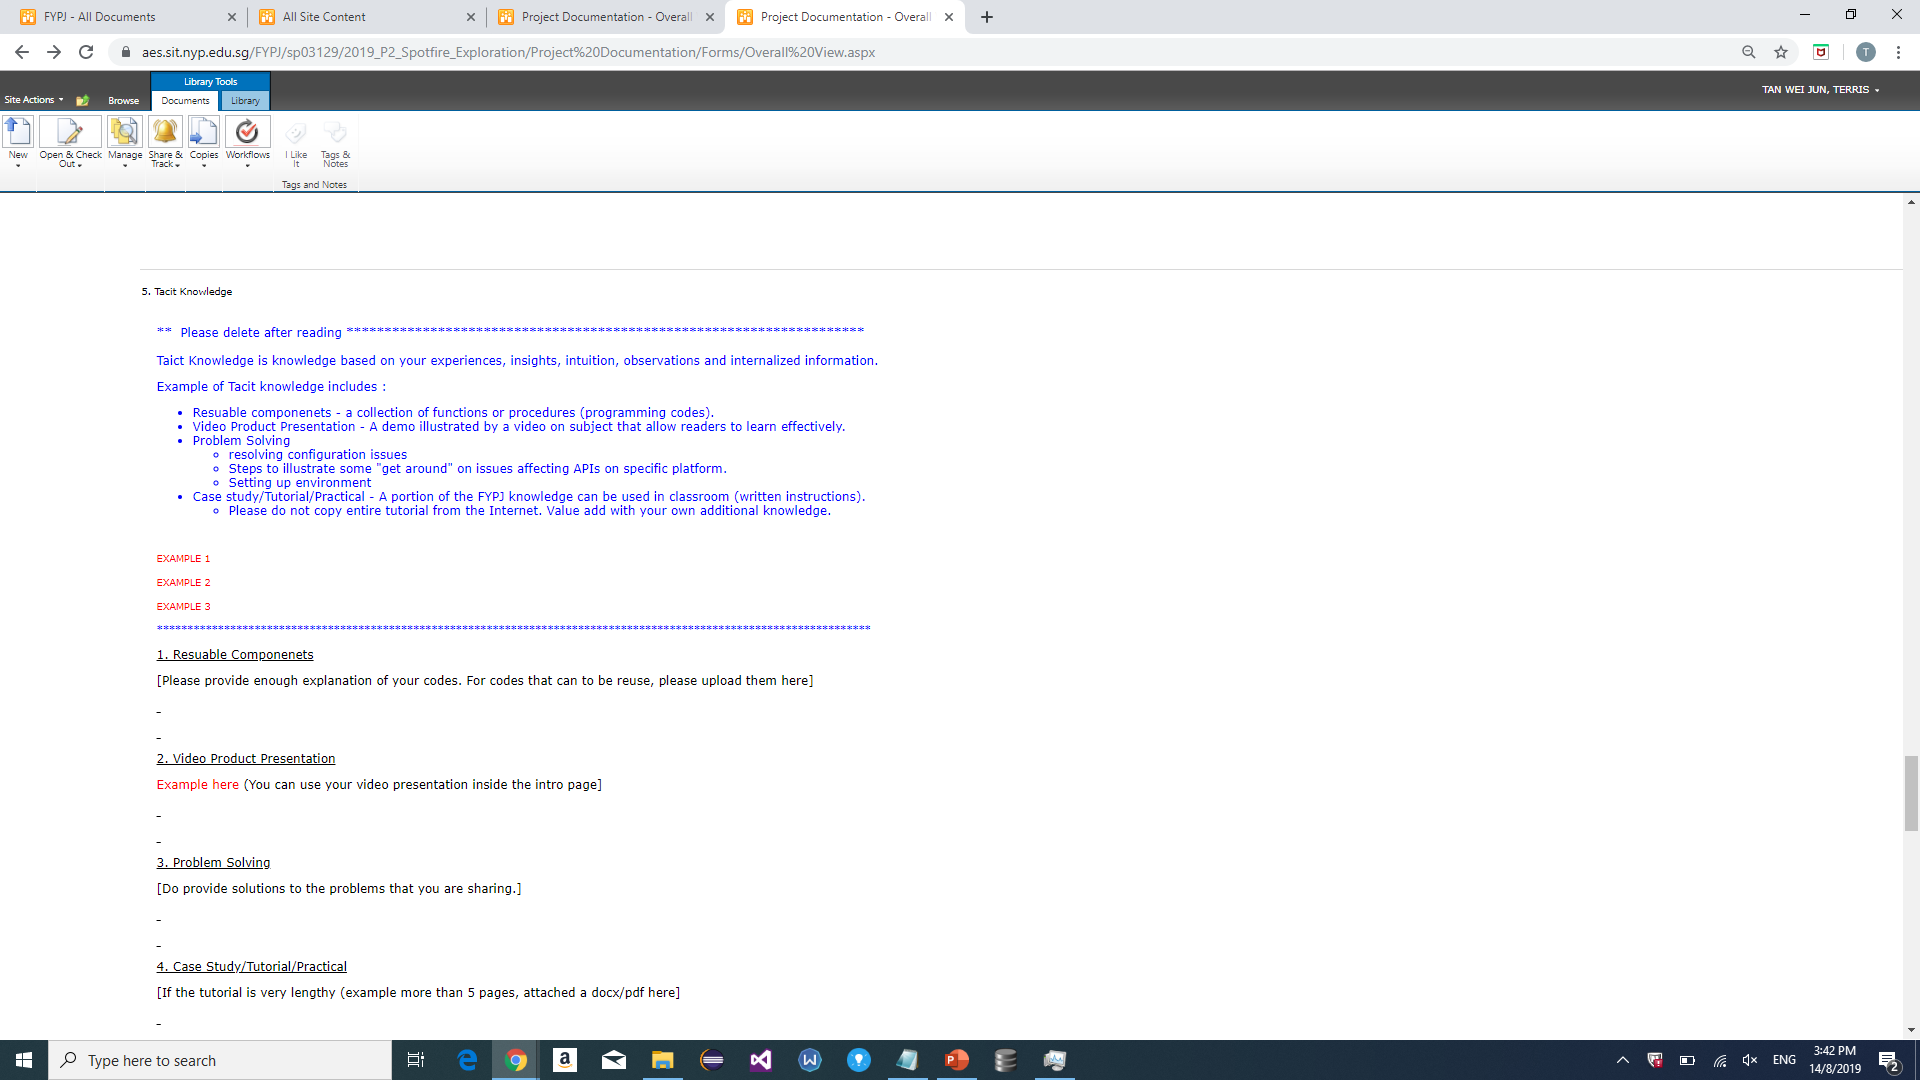 FYPJ - All Documents
All Site Content
Project Documentation - Overall
Project Documentation - Overall
aes.sit.nyp.edu.sg/FYPJ/sp03129/2019_P2_Spotfire_Exploration/Project%20Documentation/Forms/Overall%20View.aspx
T
Library Tools
Site Actions
Browse
Documents
Library
TAN WEI JUN, TERRIS
New
Open & Check Out
Manage
Share & Track
Copies
Workflows
I Like It
Tags & Notes
Tags and Notes
5. Tacit Knowledge
** Please delete after reading **********************************************************************
Taict Knowledge is knowledge based on your experiences, insights, intuition, observations and internalized information.
Example of Tacit knowledge includes :
• Resuable componenets - a collection of functions or procedures (programming codes).
• Video Product Presentation - A demo illustrated by a video on subject that allow readers to learn effectively.
• Problem Solving
◦ resolving configuration issues
◦ Steps to illustrate some "get around" on issues affecting APIs on specific platform.
◦ Setting up environment
• Case study/Tutorial/Practical - A portion of the FYPJ knowledge can be used in classroom (written instructions).
◦ Please do not copy entire tutorial from the Internet. Value add with your own additional knowledge.
EXAMPLE 1
EXAMPLE 2
EXAMPLE 3
**********************************************************************************************************************
1. Resuable Componenets
[Please provide enough explanation of your codes. For codes that can to be reuse, please upload them here]
2. Video Product Presentation
Example here (You can use your video presentation inside the intro page]
3. Problem Solving
[Do provide solutions to the problems that you are sharing.]
4. Case Study/Tutorial/Practical
[If the tutorial is very lengthy (example more than 5 pages, attached a docx/pdf here]
Type here to search
ENG
3:42 PM
14/8/2019
2